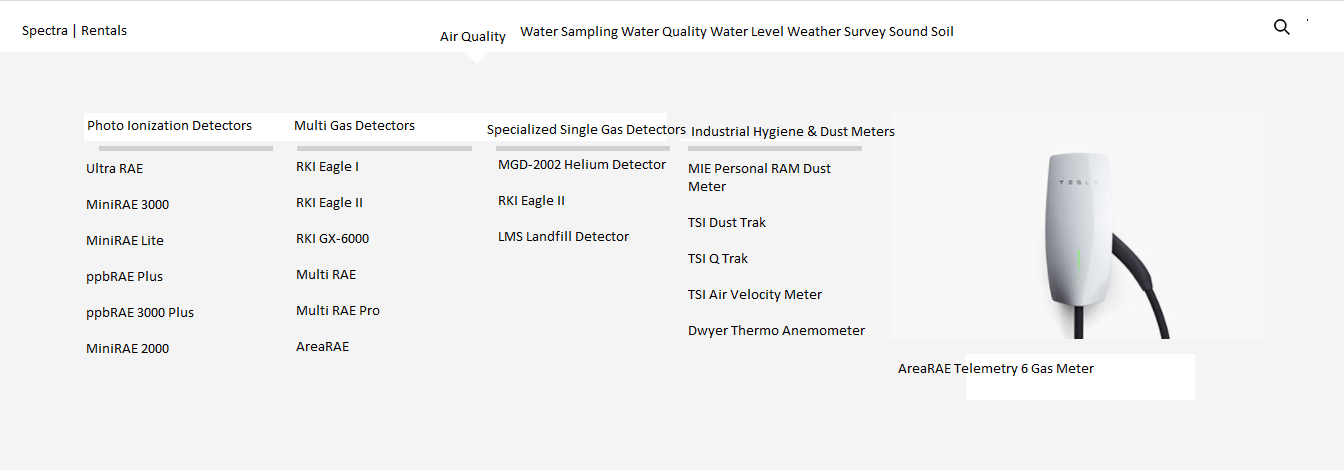 Spectra | Rentals
Air Quality
Water Sampling Water Quality Water Level Weather Survey Sound Soil
Photo Ionization Detectors
Ultra RAE
MiniRAE 3000
MiniRAE Lite
ppbRAE Plus
ppbRAE 3000 Plus
MiniRAE 2000
Multi Gas Detectors
RKI Eagle I
RKI Eagle II
RKI GX-6000
Multi RAE
Multi RAE Pro
AreaRAE
Specialized Single Gas Detectors
MGD-2002 Helium Detector
RKI Eagle II
LMS Landfill Detector
Industrial Hygiene & Dust Meters
MIE Personal RAM Dust
Meter
TSI Dust Trak
TSI Q Trak
TSI Air Velocity Meter
Dwyer Thermo Anemometer
TESLA
AreaRAE Telemetry 6 Gas Meter